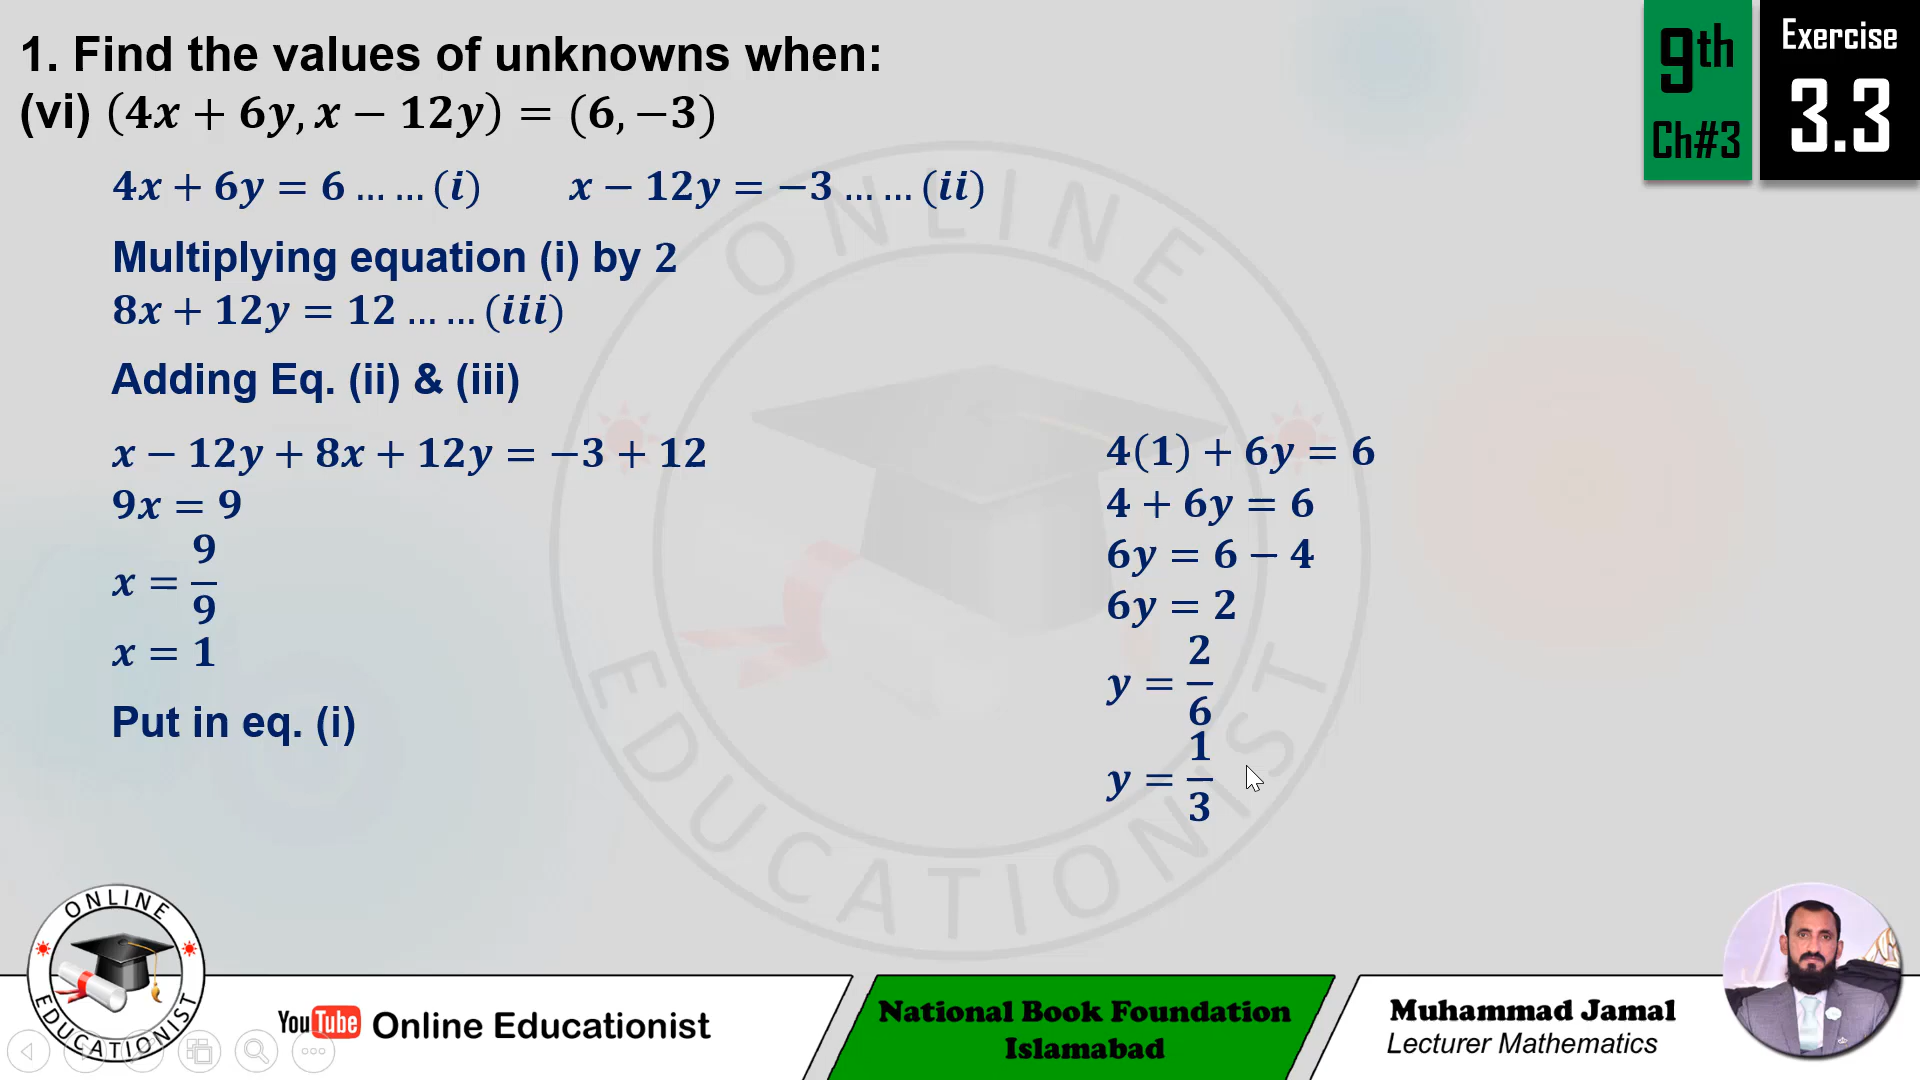 1. Find the values of unknowns when:
(vi) (4x + 6y, x − 12y) = (6, −3)
4x + 6y = 6 ... ... (i)
x − 12y = −3 ... ... (ii)
Multiplying equation (i) by 2
8x + 12y = 12 ... ... (iii)
Adding Eq. (ii) & (iii)
x − 12y + 8x + 12y = −3 + 12
9x = 9
x = 9/9
x = 1
Put in eq. (i)
4(1) + 6y = 6
4 + 6y = 6
6y = 6 − 4
6y = 2
y = 2/6
y = 1/3
9th
Ch#3
Exercise
3.3
ONLINE
EDUCATIONIST
ONLINE
EDUCATIONIST
YouTube Online Educationist
National Book Foundation
Islamabad
Muhammad Jamal
Lecturer Mathematics